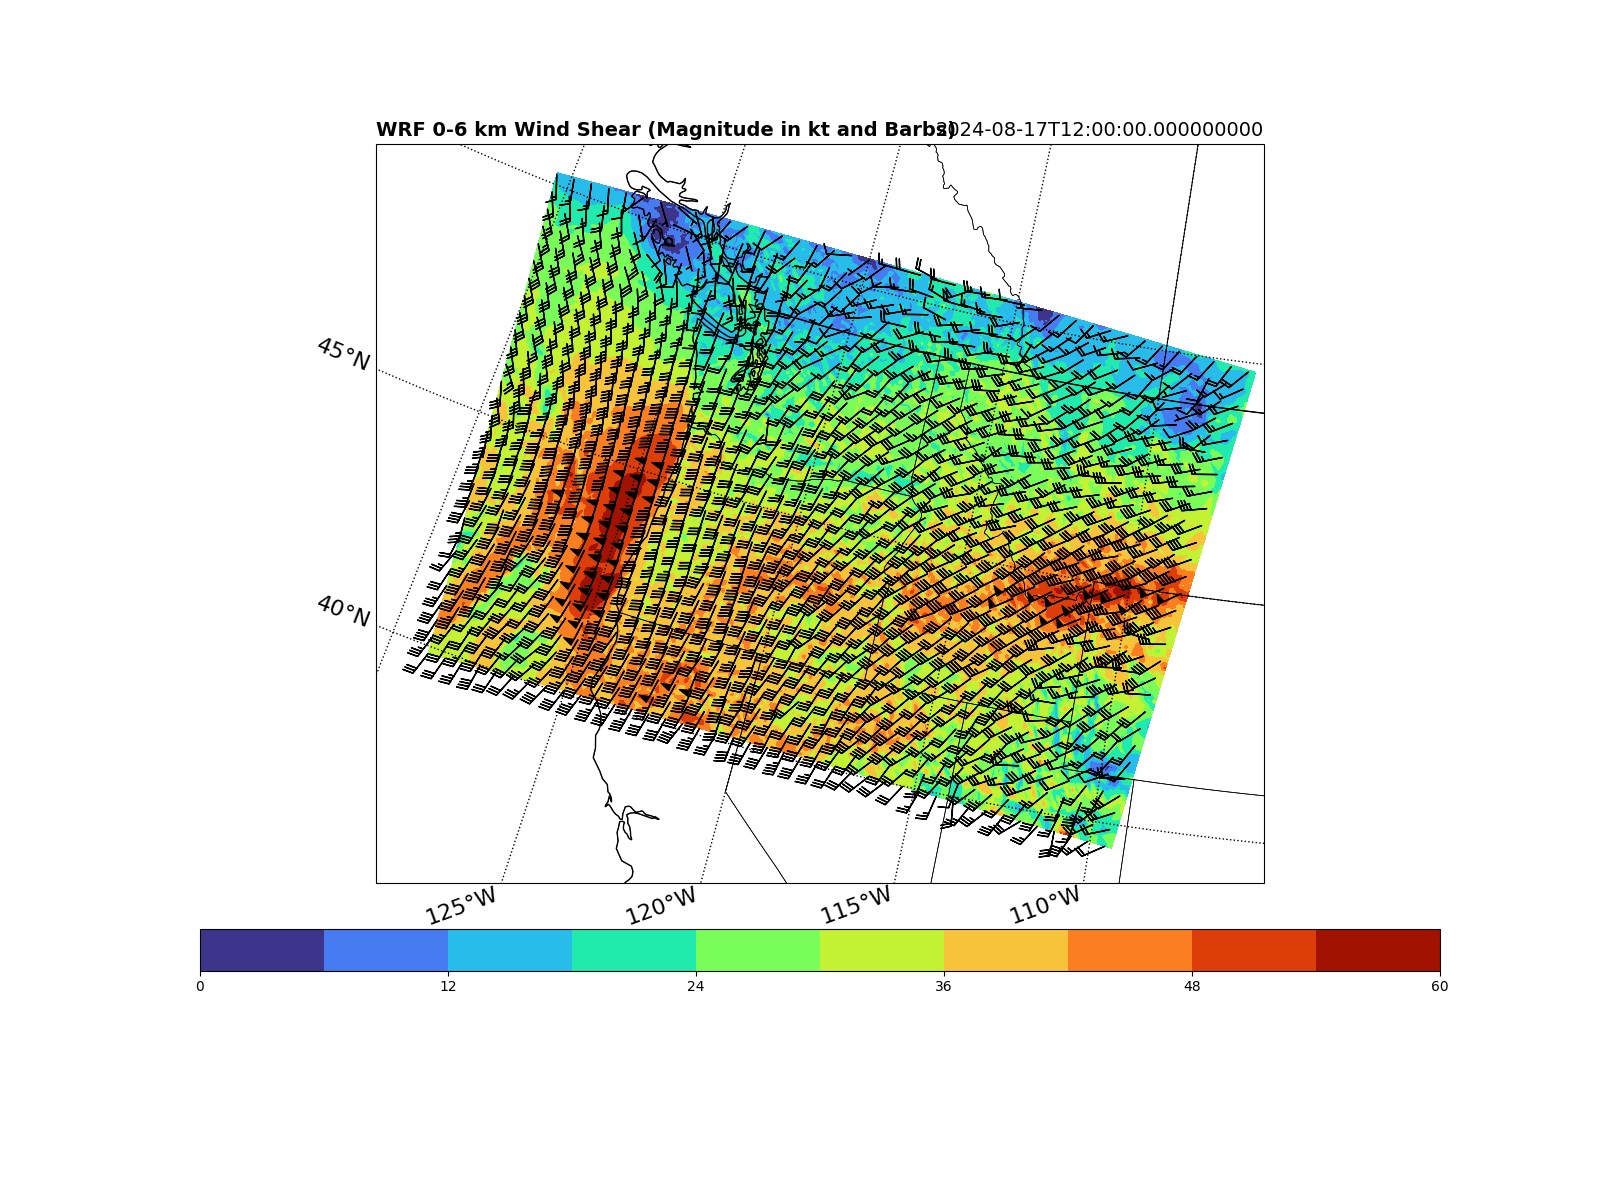 WRF 0-6 km Wind Shear (Magnitude in kt and Barbs) 2024-08-17T12:00:00.000000000
45°N
40°N
125°W 120°W 115°W 110°W
0 12 24 36 48 60